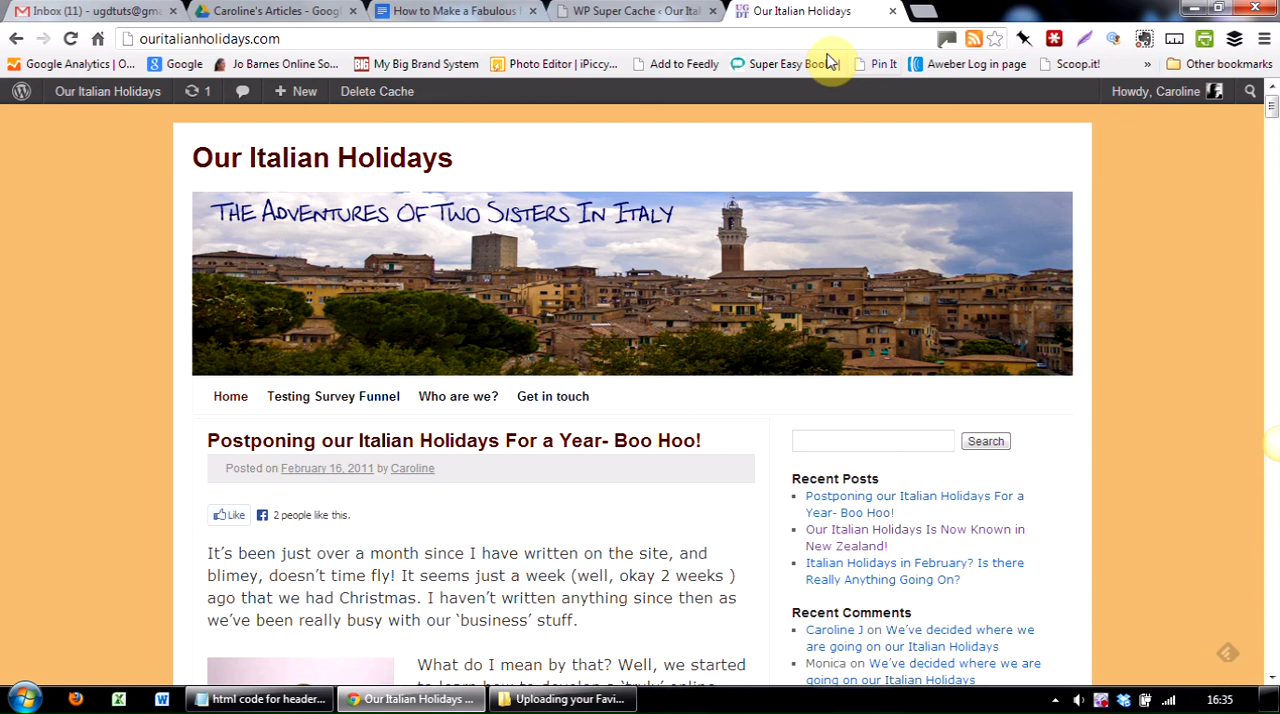 Inbox (11) - ugdtuts@gm
Caroline's Articles - Goog
How to Make a Fabulous
WP Super Cache ‹ Our Ital
UG DT Our Italian Holidays
ouritalianholidays.com
Google Analytics | O...
Google
Jo Barnes Online So...
My Big Brand System
Photo Editor | iPiccy...
Add to Feedly
Super Easy Boo
Pin It
Aweber Log in page
Scoop.it!
»
Other bookmarks
Our Italian Holidays
1
New
Delete Cache
Howdy, Caroline
Our Italian Holidays
THE ADVENTURES OF TWO SISTERS IN ITALY
Home
Testing Survey Funnel
Who are we?
Get in touch
Postponing our Italian Holidays For a Year- Boo Hoo!
Posted on February 16, 2011 by Caroline
Like
2 people like this.
It's been just over a month since I have written on the site, and
blimey, doesn't time fly! It seems just a week (well, okay 2 weeks )
ago that we had Christmas. I haven't written anything since then as
we've been really busy with our 'business' stuff.
What do I mean by that? Well, we started
Search
Recent Posts
Postponing our Italian Holidays For a
Year- Boo Hoo!
Our Italian Holidays Is Now Known in
New Zealand!
Italian Holidays in February? Is there
Really Anything Going On?
Recent Comments
Caroline J on We've decided where we
are going on our Italian Holidays
Monica on We've decided where we are
going on our Italian Holidays
html code for header...
Our Italian Holidays ...
Uploading your Favi...
16:35